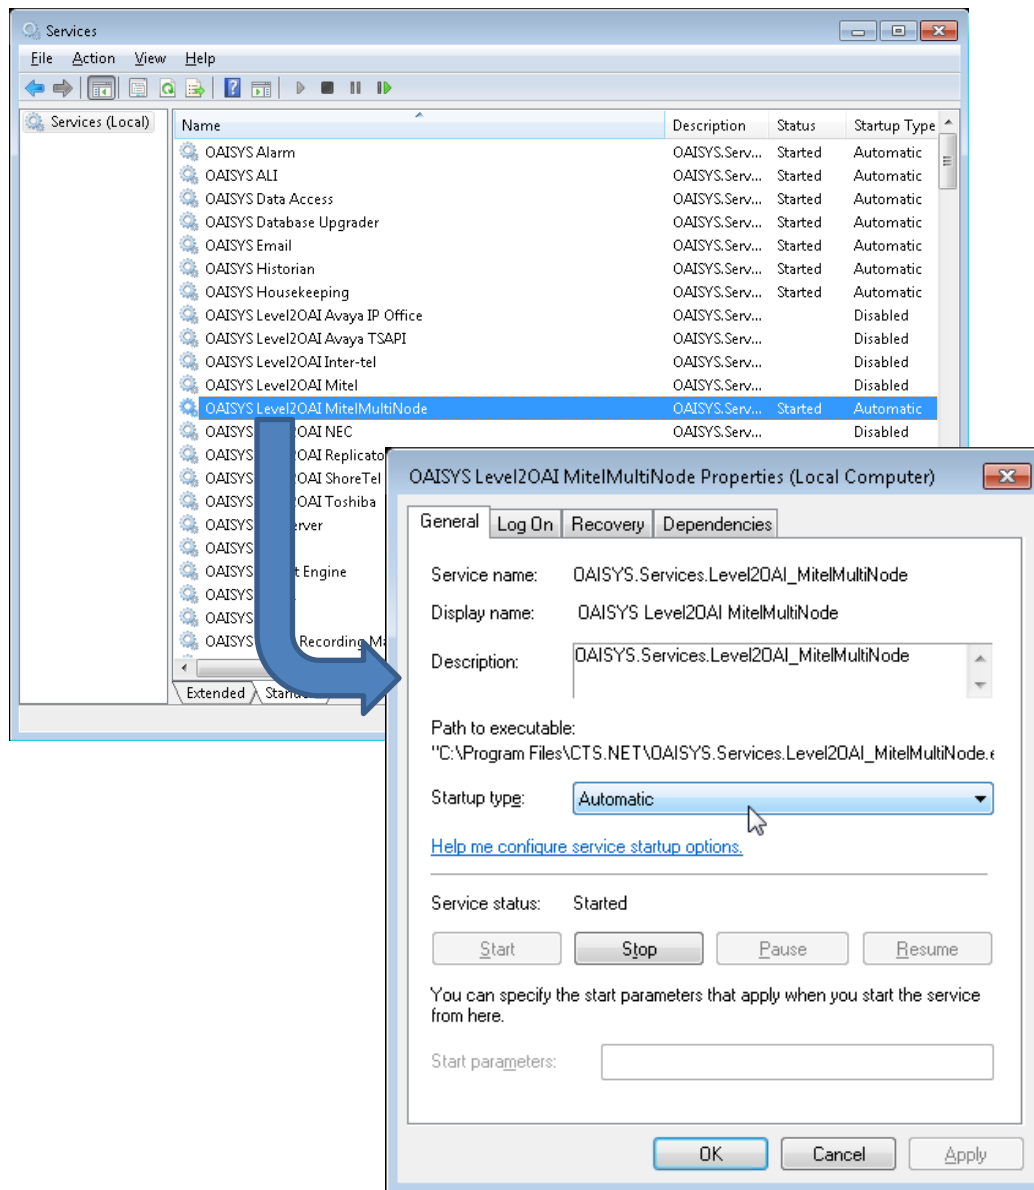 Services
File Action View Help
Services (Local)
Name Description Status Startup Type
OAISYS Alarm OAISYS.Serv... Started Automatic
OAISYS ALI OAISYS.Serv... Started Automatic
OAISYS Data Access OAISYS.Serv... Started Automatic
OAISYS Database Upgrader OAISYS.Serv... Started Automatic
OAISYS Email OAISYS.Serv... Started Automatic
OAISYS Historian OAISYS.Serv... Started Automatic
OAISYS Housekeeping OAISYS.Serv... Started Automatic
OAISYS Level2OAI Avaya IP Office OAISYS.Serv... Disabled
OAISYS Level2OAI Avaya TSAPI OAISYS.Serv... Disabled
OAISYS Level2OAI Inter-tel OAISYS.Serv... Disabled
OAISYS Level2OAI Mitel OAISYS.Serv... Disabled
OAISYS Level2OAI MitelMultiNode OAISYS.Serv... Started Automatic
OAISYS OAI NEC OAISYS.Serv... Disabled
OAISYS OAI Replicato
OAISYS OAI ShoreTel
OAISYS OAI Toshiba
OAISYS erver
OAISYS
OAISYS t Engine
OAISYS
OAISYS
OAISYS Recording Ma
Extended Stan
OAISYS Level2OAI MitelMultiNode Properties (Local Computer)
General Log On Recovery Dependencies
Service name: OAISYS.Services.Level2OAI_MitelMultiNode
Display name: OAISYS Level2OAI MitelMultiNode
Description: OAISYS.Services.Level2OAI_MitelMultiNode
Path to executable:
"C:\Program Files\CTS.NET\OAISYS.Services.Level2OAI_MitelMultiNode.e
Startup type: Automatic
Help me configure service startup options.
Service status: Started
Start Stop Pause Resume
You can specify the start parameters that apply when you start the service
from here.
Start parameters:
OK Cancel Apply